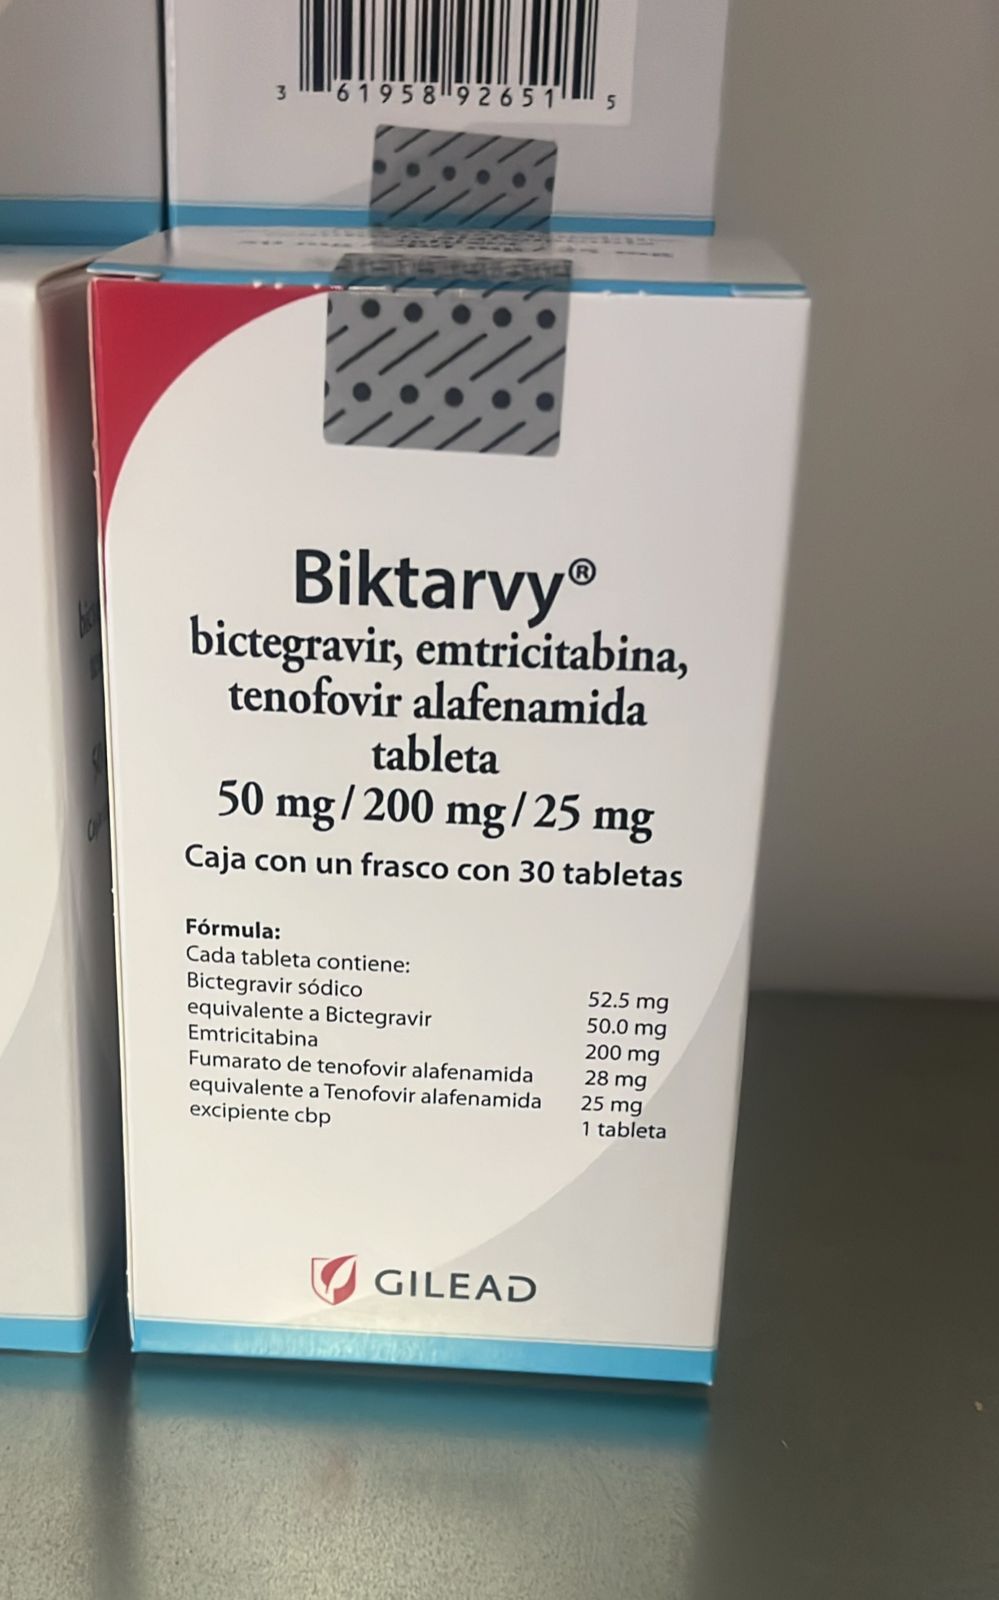 3 61958 92651 5
Biktarvy®
bictegravir, emtricitabina,
tenofovir alafenamida
tableta
50 mg/200 mg/25 mg
Caja con un frasco con 30 tabletas
Fórmula:
Cada tableta contiene:
Bictegravir sódico 52.5 mg
equivalente a Bictegravir 50.0 mg
Emtricitabina 200 mg
Fumarato de tenofovir alafenamida 28 mg
equivalente a Tenofovir alafenamida 25 mg
excipiente cbp 1 tableta
GILEAD